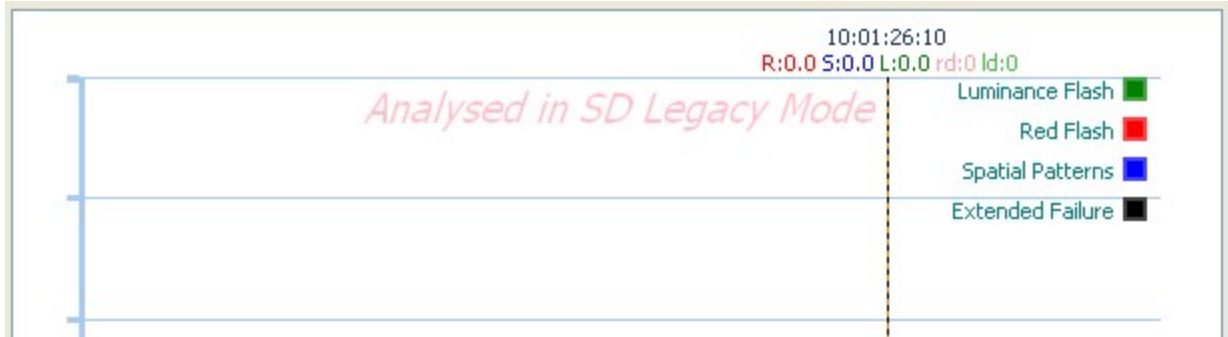 10:01:26:10
R:0.0 S:0.0 L:0.0 rd:0 ld:0
Analysed in SD Legacy Mode
Luminance Flash
Red Flash
Spatial Patterns
Extended Failure